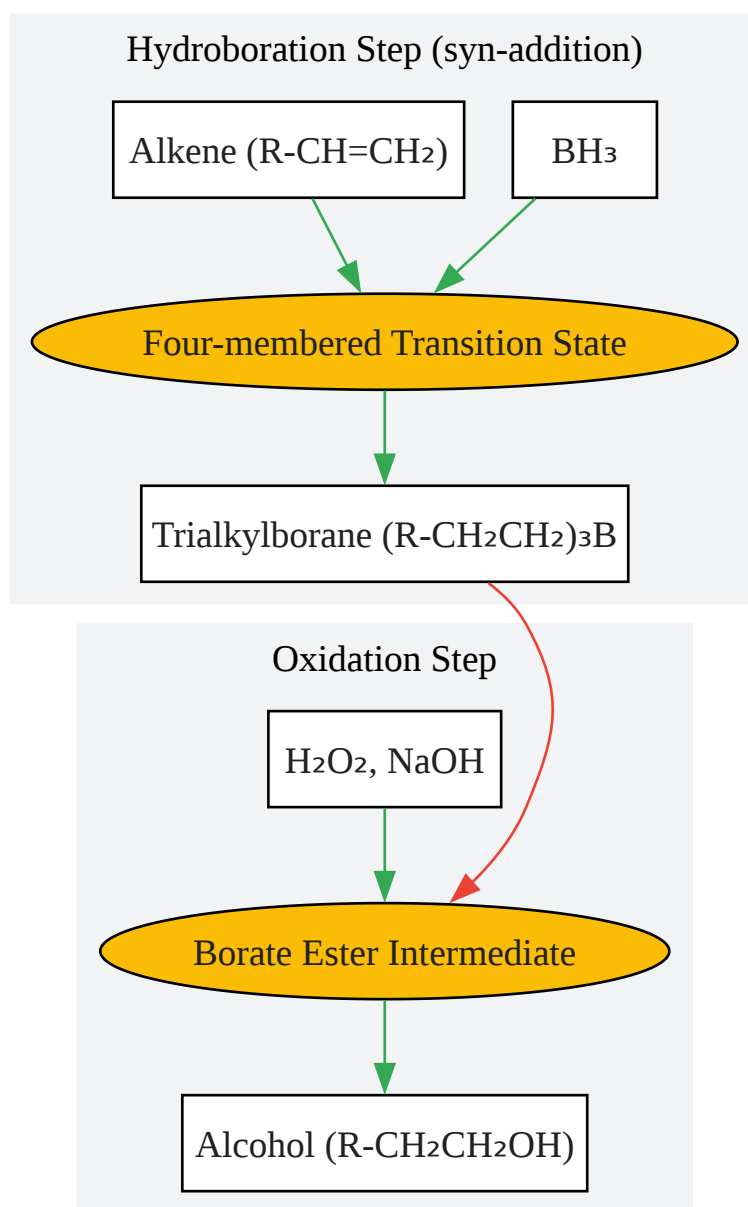 Hydroboration Step (syn-addition)
Alkene (R-CH=CH₂)
BH₃
Four-membered Transition State
Trialkylborane (R-CH₂CH₂)₃B
Oxidation Step
H₂O₂, NaOH
Borate Ester Intermediate
Alcohol (R-CH₂CH₂OH)